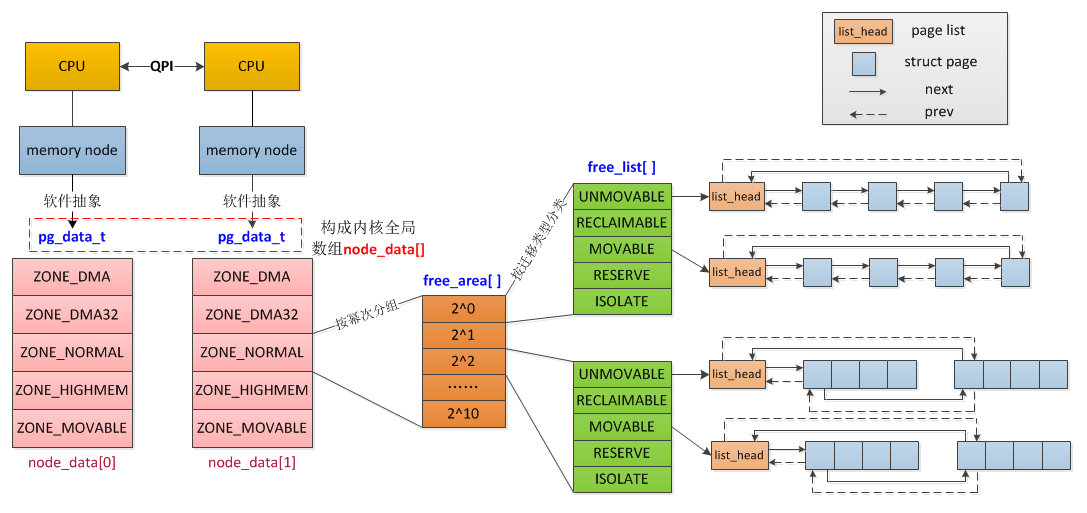 CPU
QPI
CPU
memory node
memory node
软件抽象
软件抽象
pg_data_t
pg_data_t
构成内核全局
数组node_data[]
ZONE_DMA
ZONE_DMA32
ZONE_NORMAL
ZONE_HIGHMEM
ZONE_MOVABLE
node_data[0]
ZONE_DMA
ZONE_DMA32
ZONE_NORMAL
ZONE_HIGHMEM
ZONE_MOVABLE
node_data[1]
按幂次分组
free_area[ ]
2^0
2^1
2^2
……
2^10
按迁移类型分类
free_list[ ]
UNMOVABLE
RECLAIMABLE
MOVABLE
RESERVE
ISOLATE
UNMOVABLE
RECLAIMABLE
MOVABLE
RESERVE
ISOLATE
list_head
list_head
list_head
list_head
list_head
page list
struct page
next
prev